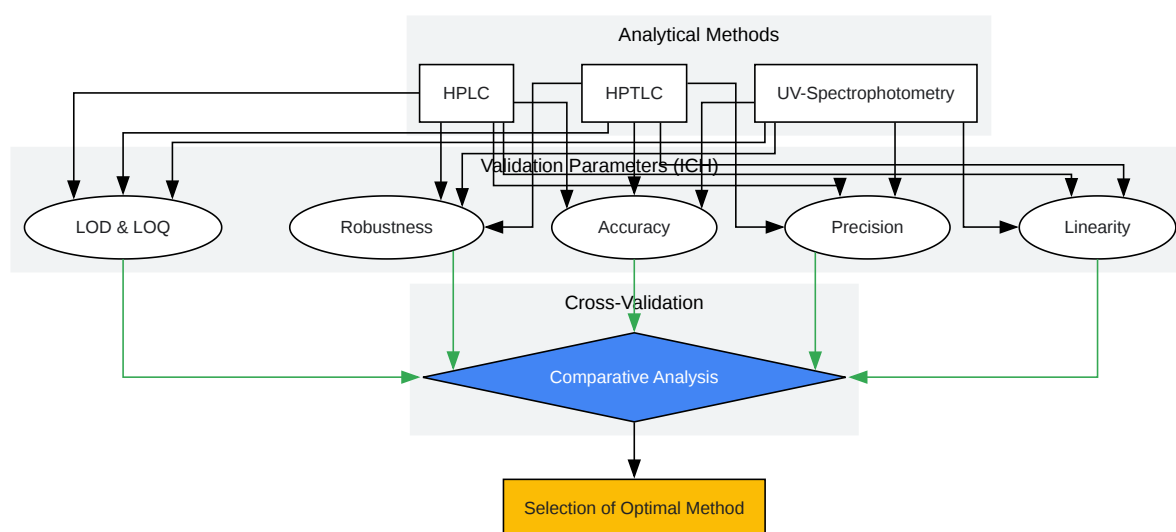 Analytical Methods
HPLC
HPTLC
UV-Spectrophotometry
Validation Parameters (ICH)
LOD & LOQ
Robustness
Accuracy
Precision
Linearity
Cross-Validation
Comparative Analysis
Selection of Optimal Method